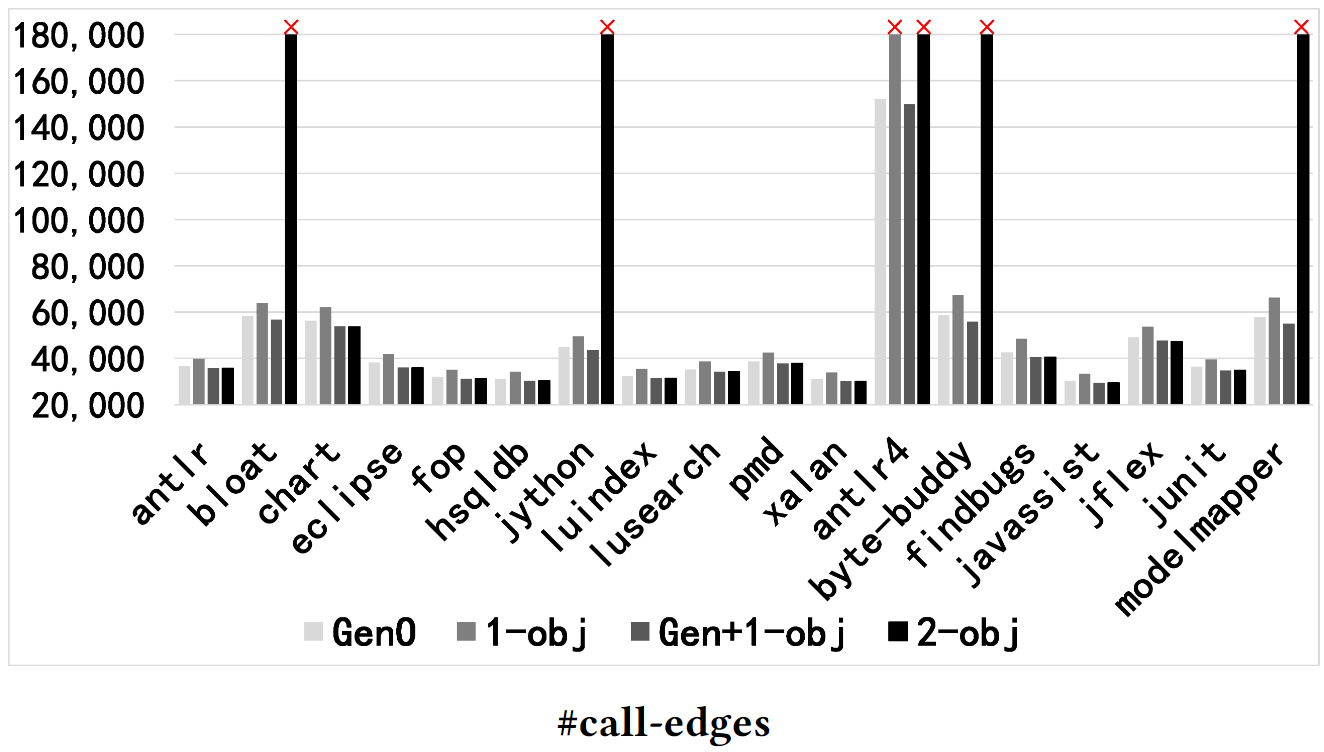 180,000
160,000
140,000
120,000
100,000
80,000
60,000
40,000
20,000
antlr
bloat
chart
eclipse
fop
hsqldb
jython
luindex
lusearch
pmd
xalan
antlr4
byte-buddy
findbugs
javassist
jflex
junit
modelmapper
Gen0 1-obj Gen+1-obj 2-obj
#call-edges